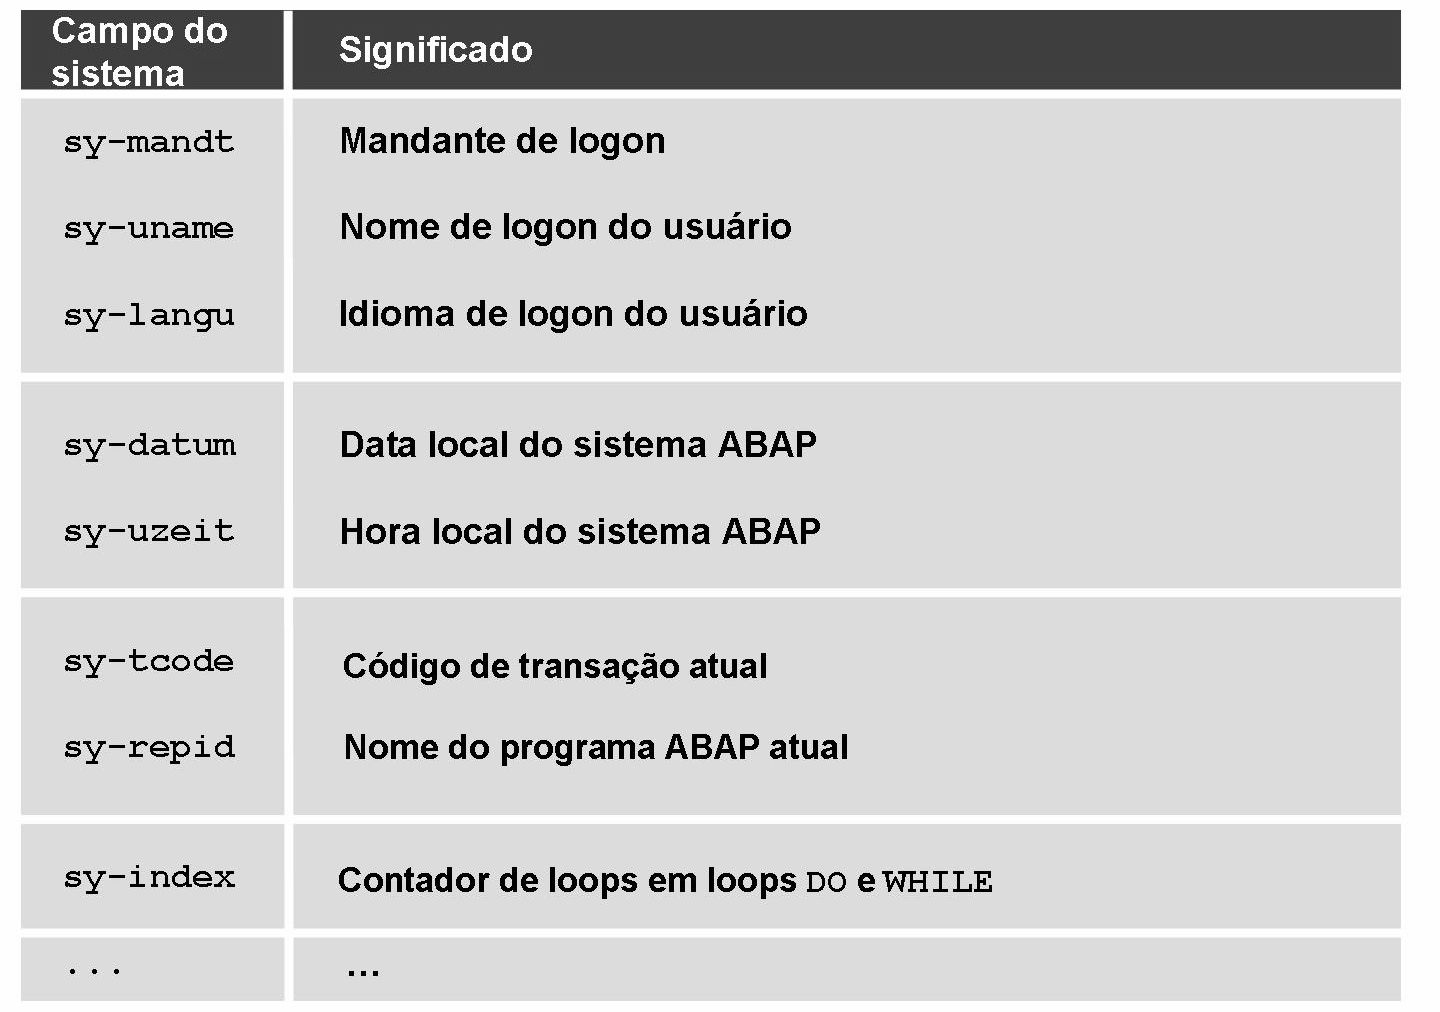 Campo do
sistema
Significado
sy-mandt Mandante de logon
sy-uname Nome de logon do usuário
sy-langu Idioma de logon do usuário
sy-datum Data local do sistema ABAP
sy-uzeit Hora local do sistema ABAP
sy-tcode Código de transação atual
sy-repid Nome do programa ABAP atual
sy-index Contador de loops em loops DO e WHILE
... ...